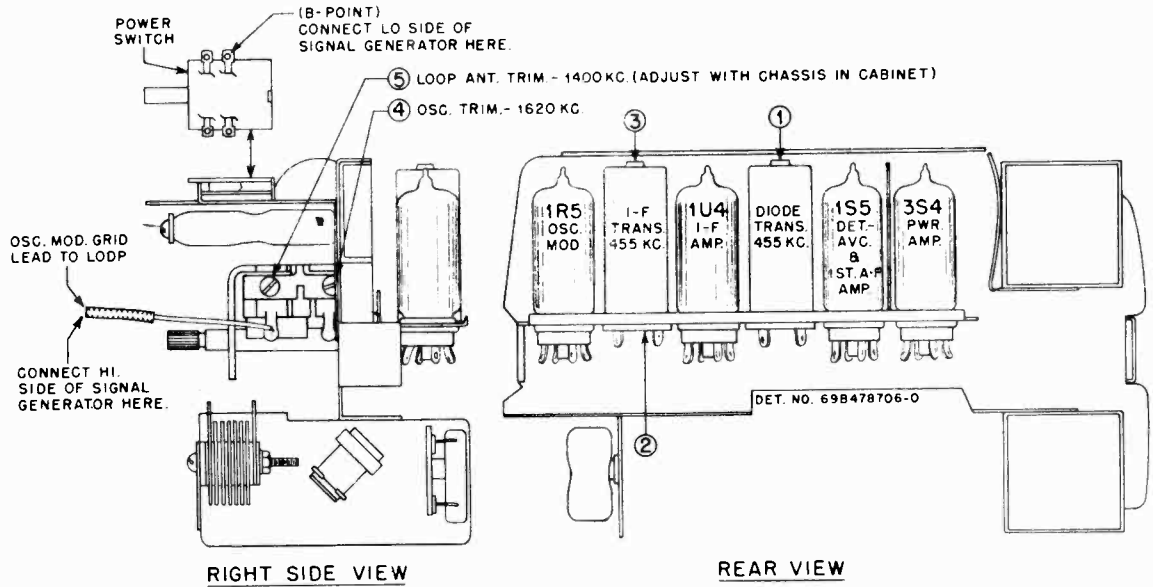 POWER
SWITCH
(B-POINT)
CONNECT LO SIDE OF
SIGNAL GENERATOR HERE.
5 LOOP ANT. TRIM.- 1400 KC. (ADJUST WITH CHASSIS IN CABINET)
4 OSC. TRIM.- 1620 KC.
OSC. MOD. GRID
LEAD TO LOOP
CONNECT HI.
SIDE OF SIGNAL
GENERATOR HERE.
RIGHT SIDE VIEW
3
1
1R5
OSC.
MOD
I-F
TRANS.
455 KC.
1U4
I-F
AMP.
DIODE
TRANS.
455 KC.
1S5
DET.-
AVC.
&
1ST. A-F
AMP.
3S4
PWR.
AMP.
2
DET. NO. 69B478706-0
REAR VIEW